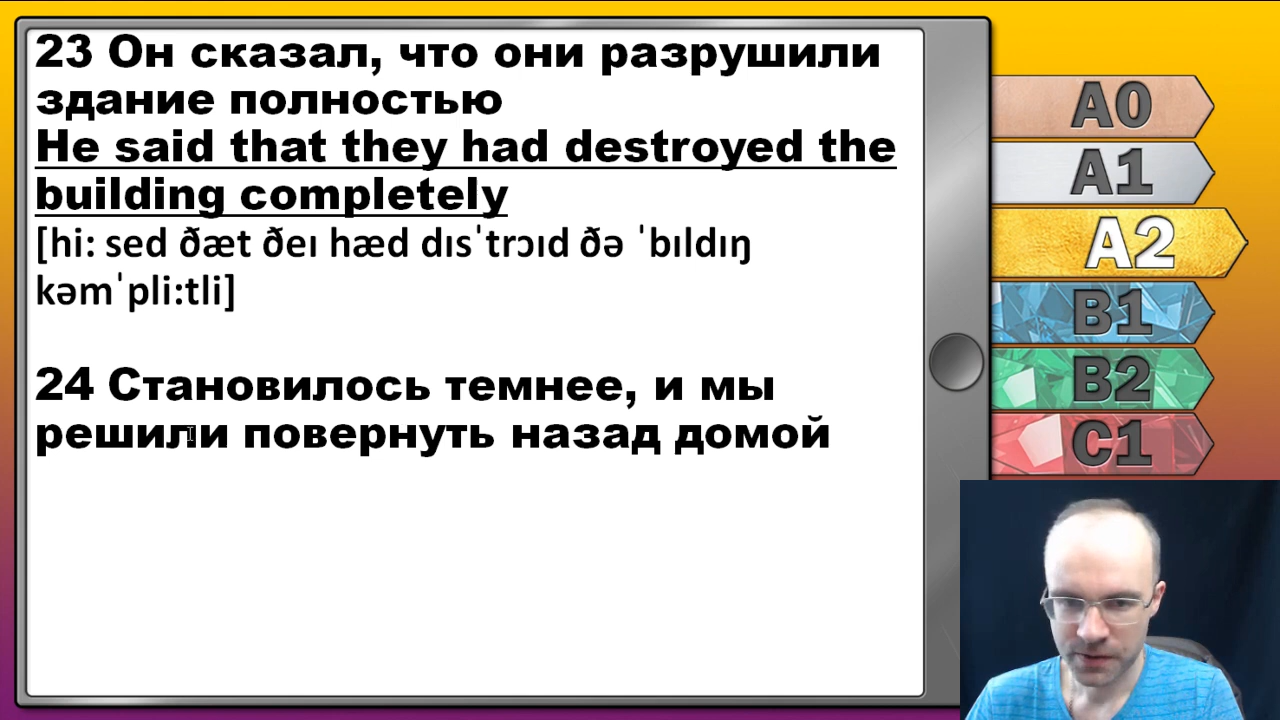 23 Он сказал, что они разрушили
здание полностью
He said that they had destroyed the
building completely
[hi: sed ðæt ðeɪ hæd dɪsˈtrɔɪd ðə ˈbɪldɪŋ
kəmˈpli:tli]
24 Становилось темнее, и мы
решили повернуть назад домой
A0
A1
A2
B1
B2
C1